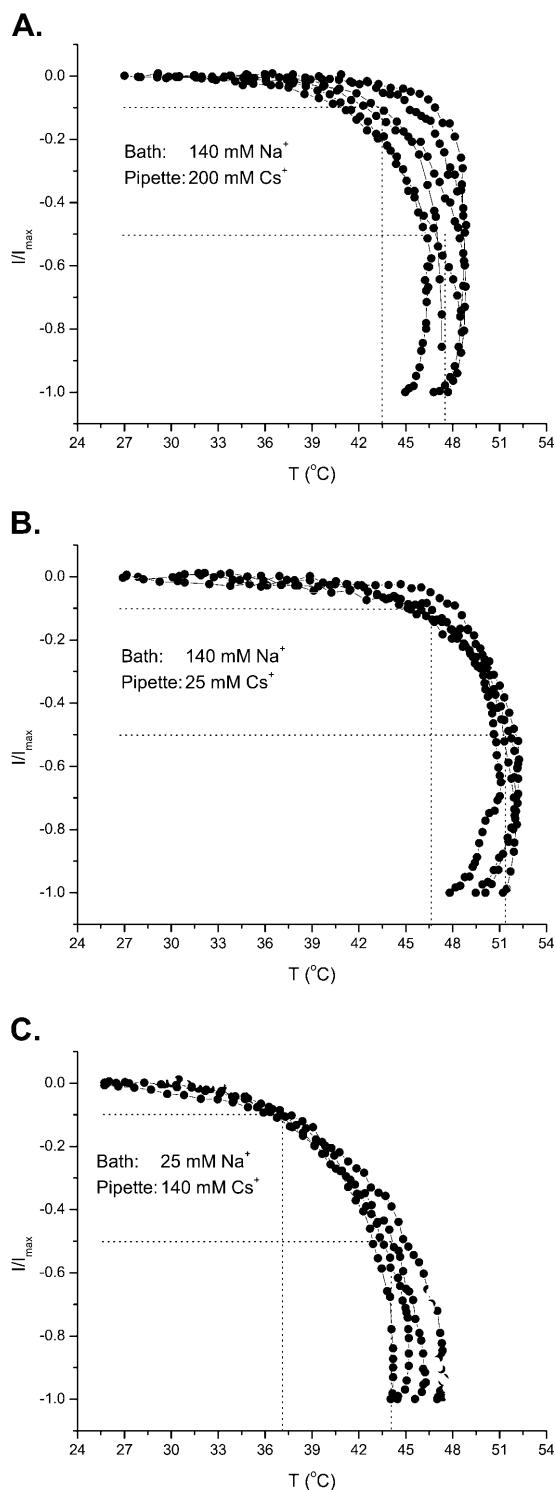 A.
0.0
-0.2
-0.4
-0.6
-0.8
-1.0
I/Imax
Bath: 140 mM Na+
Pipette: 200 mM Cs+
24 27 30 33 36 39 42 45 48 51 54
T (°C)
B.
0.0
-0.2
-0.4
-0.6
-0.8
-1.0
I/Imax
Bath: 140 mM Na+
Pipette: 25 mM Cs+
24 27 30 33 36 39 42 45 48 51 54
T (°C)
C.
0.0
-0.2
-0.4
-0.6
-0.8
-1.0
I/Imax
Bath: 25 mM Na+
Pipette: 140 mM Cs+
24 27 30 33 36 39 42 45 48 51 54
T (°C)